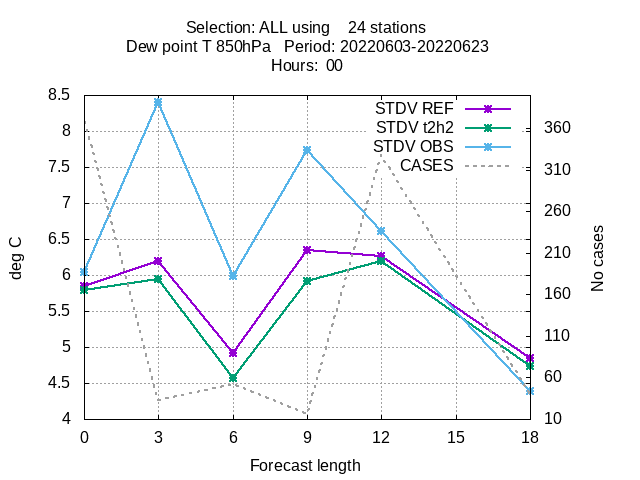 Selection: ALL using    24 stations
Dew point T 850hPa   Period: 20220603-20220623
Hours:  00
8.5
8
7.5
7
6.5
6
5.5
5
4.5
4
deg C
STDV REF
STDV t2h2
STDV OBS
CASES
360
310
260
210
160
110
60
10
No cases
0 3 6 9 12 15 18
Forecast length